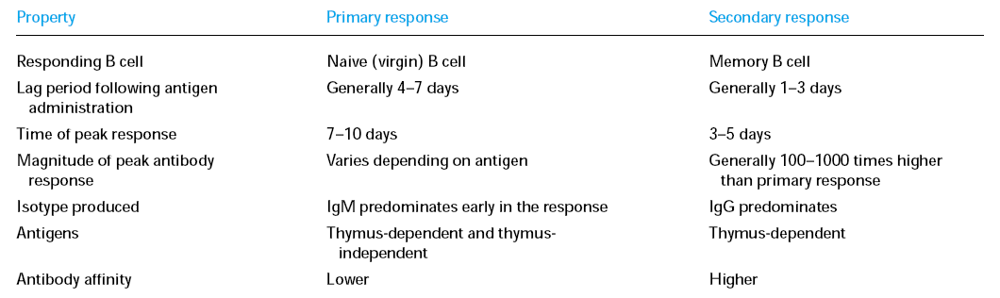 Property Primary response Secondary response
Responding B cell Naive (virgin) B cell Memory B cell
Lag period following antigen Generally 4–7 days Generally 1–3 days
administration
Time of peak response 7–10 days 3–5 days
Magnitude of peak antibody Varies depending on antigen Generally 100–1000 times higher
response than primary response
Isotype produced IgM predominates early in the response IgG predominates
Antigens Thymus-dependent and thymus- Thymus-dependent
independent
Antibody affinity Lower Higher